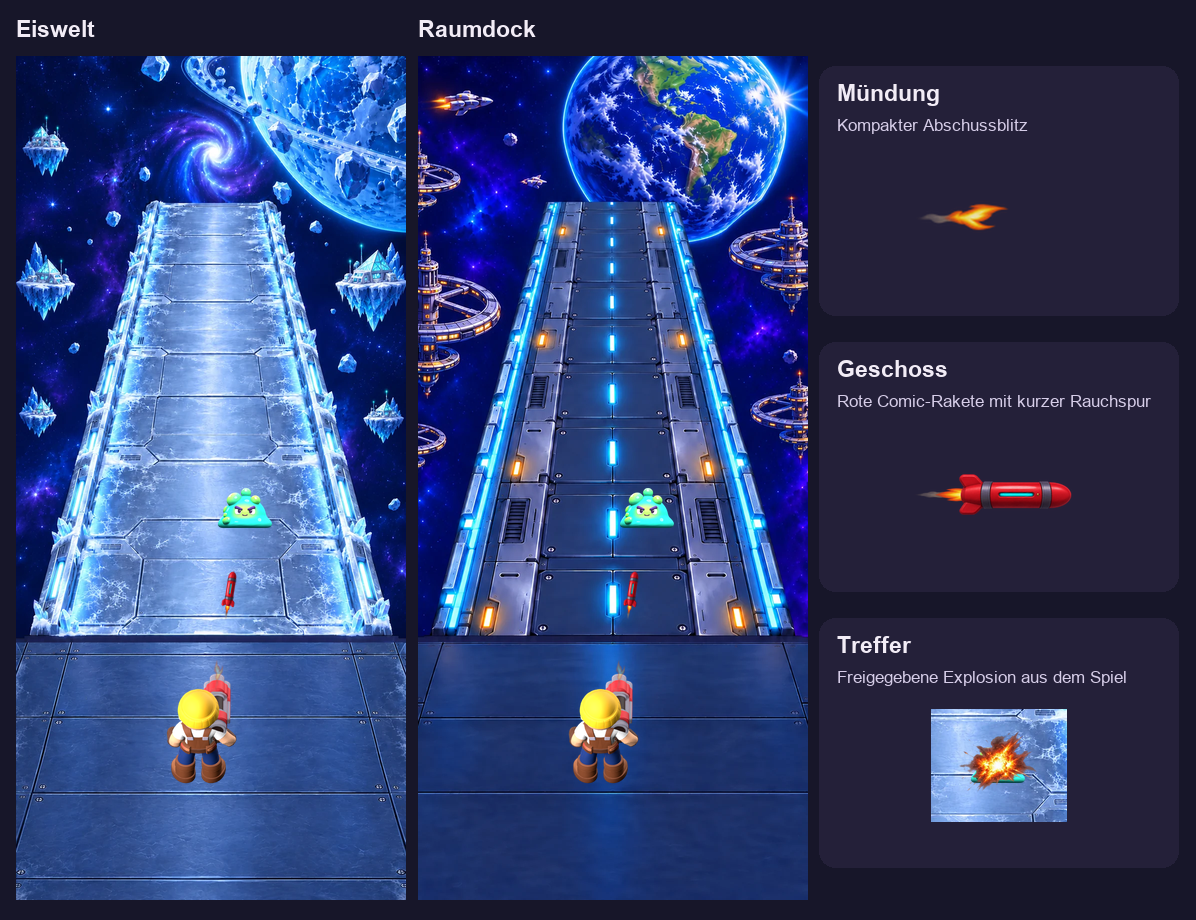 Eiswelt
Raumdock
Mündung
Kompakter Abschussblitz
Geschoss
Rote Comic-Rakete mit kurzer Rauchspur
Treffer
Freigegebene Explosion aus dem Spiel